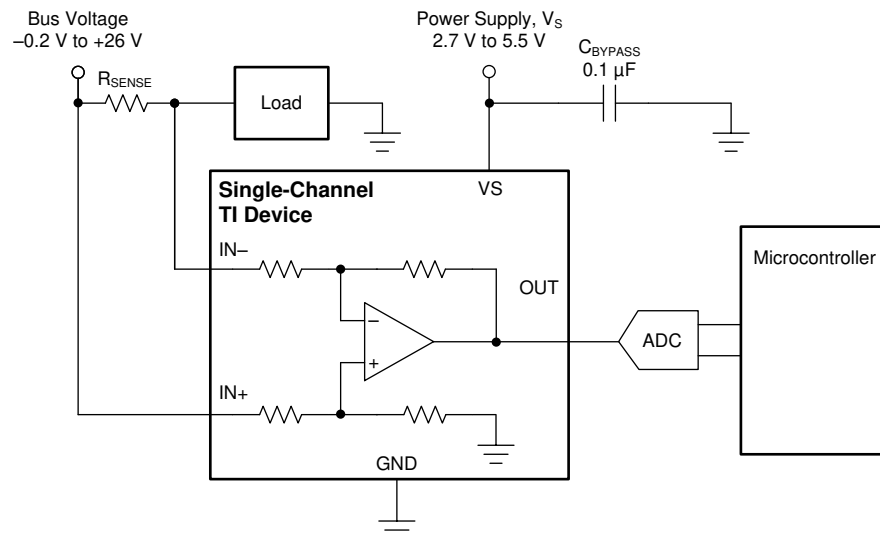 Bus Voltage
–0.2 V to +26 V
RSENSE
Load
Power Supply, VS
2.7 V to 5.5 V
CBYPASS
0.1 µF
Single-Channel
TI Device
VS
IN–
OUT
–
+
IN+
GND
ADC
Microcontroller